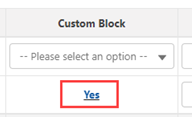 Custom Block
-- Please select an option --
Yes